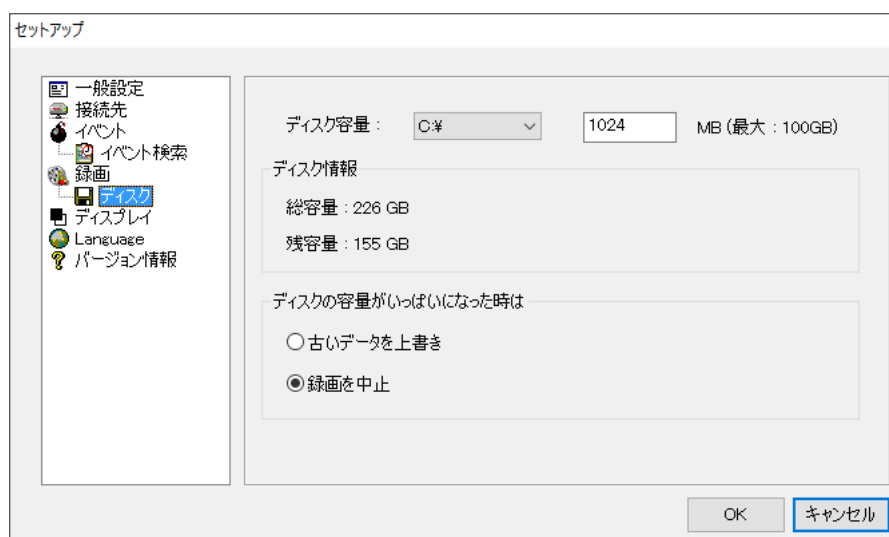 セットアップ
一般設定
接続先
イベント
イベント検索
録画
ディスク
ディスプレイ
Language
バージョン情報
ディスク容量： C:¥ 1024 MB (最大：100GB)
ディスク情報
総容量：226 GB
残容量：155 GB
ディスクの容量がいっぱいになった時は
古いデータを上書き
録画を中止
OK キャンセル